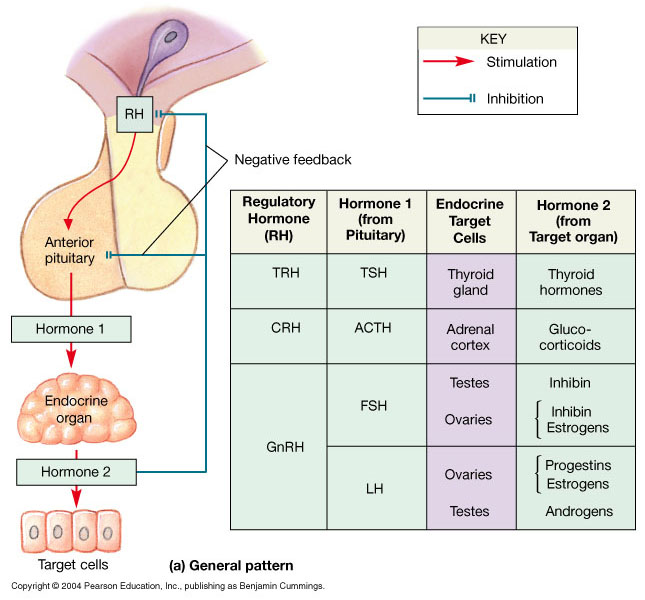 KEY
Stimulation
Inhibition
RH
Negative feedback
Anterior
pituitary
Hormone 1
Endocrine
organ
Hormone 2
Target cells
Regulatory
Hormone
(RH)
Hormone 1
(from
Pituitary)
Endocrine
Target
Cells
Hormone 2
(from
Target organ)
TRH
TSH
Thyroid
gland
Thyroid
hormones
CRH
ACTH
Adrenal
cortex
Gluco-
corticoids
GnRH
FSH
Testes
Inhibin
Ovaries
Inhibin
Estrogens
LH
Ovaries
Progestins
Estrogens
Testes
Androgens
(a) General pattern
Copyright © 2004 Pearson Education, Inc., publishing as Benjamin Cummings.